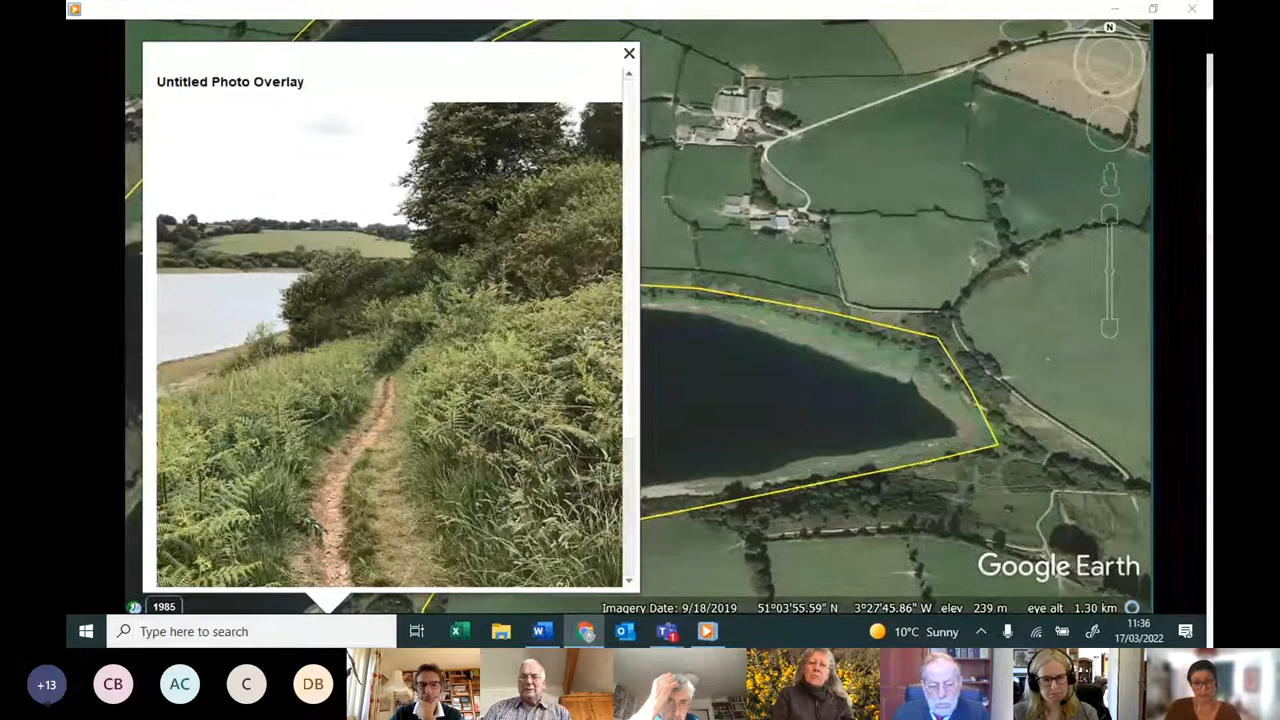 Untitled Photo Overlay
N
Google Earth
1985
Imagery Date: 9/18/2019 51°03'55.59" N 3°27'45.86" W elev 239 m eye alt 1.30 km
Type here to search
10°C Sunny
11:36
17/03/2022
+13
CB
AC
C
DB